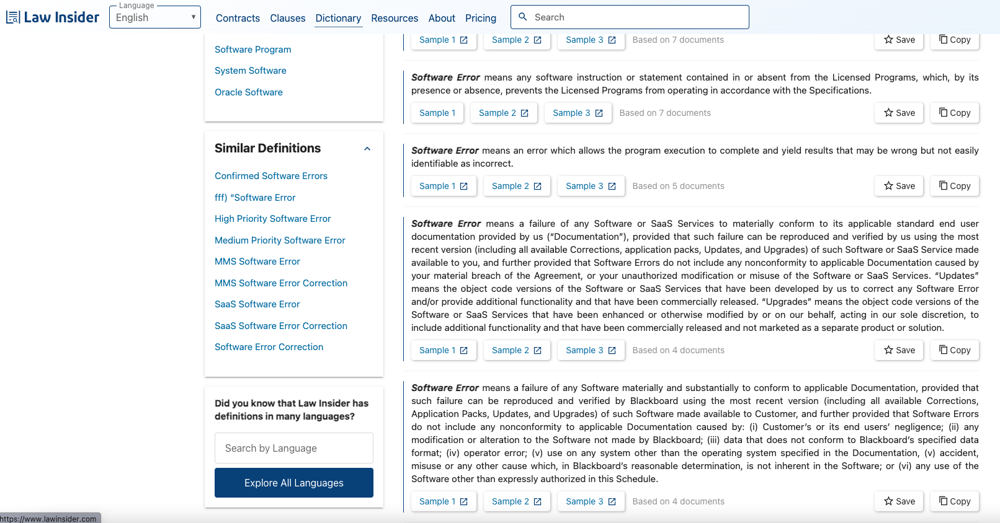 Law Insider
Language
English
Contracts Clauses Dictionary Resources About Pricing
Search
Software Program
System Software
Oracle Software
Similar Definitions
Confirmed Software Errors
fff) “Software Error
High Priority Software Error
Medium Priority Software Error
MMS Software Error
MMS Software Error Correction
SaaS Software Error
SaaS Software Error Correction
Software Error Correction
Did you know that Law Insider has
definitions in many languages?
Search by Language
Explore All Languages
https://www.lawinsider.com
Sample 1 Sample 2 Sample 3 Based on 7 documents Save Copy
Software Error means any software instruction or statement contained in or absent from the Licensed Programs, which, by its
presence or absence, prevents the Licensed Programs from operating in accordance with the Specifications.
Sample 1 Sample 2 Sample 3 Based on 7 documents Save Copy
Software Error means an error which allows the program execution to complete and yield results that may be wrong but not easily
identifiable as incorrect.
Sample 1 Sample 2 Sample 3 Based on 5 documents Save Copy
Software Error means a failure of any Software or SaaS Services to materially conform to its applicable standard end user
documentation provided by us (“Documentation”), provided that such failure can be reproduced and verified by us using the most
recent version (including all available Corrections, application packs, Updates, and Upgrades) of such Software or SaaS Service made
available to you, and further provided that Software Errors do not include any nonconformity to applicable Documentation caused by
your material breach of the Agreement, or your unauthorized modification or misuse of the Software or SaaS Services. “Updates”
means the object code versions of the Software or SaaS Services that have been developed by us to correct any Software Error
and/or provide additional functionality and that have been commercially released. “Upgrades” means the object code versions of the
Software or SaaS Services that have been enhanced or otherwise modified by or on our behalf, acting in our sole discretion, to
include additional functionality and that have been commercially released and not marketed as a separate product or solution.
Sample 1 Sample 2 Sample 3 Based on 4 documents Save Copy
Software Error means a failure of any Software materially and substantially to conform to applicable Documentation, provided that
such failure can be reproduced and verified by Blackboard using the most recent version (including all available Corrections,
Application Packs, Updates, and Upgrades) of such Software made available to Customer, and further provided that Software Errors
do not include any nonconformity to applicable Documentation caused by: (i) Customer’s or its end users’ negligence; (ii) any
modification or alteration to the Software not made by Blackboard; (iii) data that does not conform to Blackboard’s specified data
format; (iv) operator error; (v) use on any system other than the operating system specified in the Documentation, (v) accident,
misuse or any other cause which, in Blackboard’s reasonable determination, is not inherent in the Software; or (vi) any use of the
Software other than expressly authorized in this Schedule.
Sample 1 Sample 2 Sample 3 Based on 4 documents Save Copy